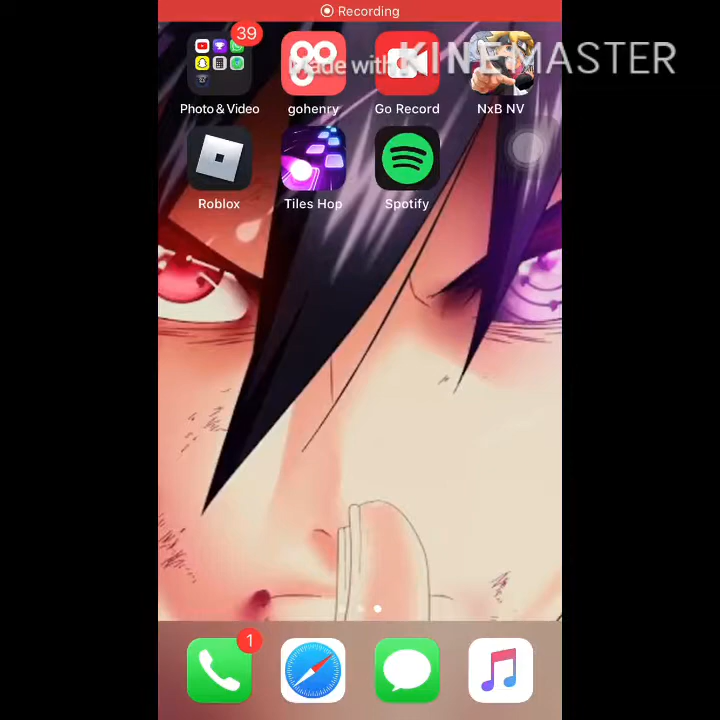 Recording
39
Made with KINEMASTER
Photo & Video
gohenry
Go Record
NxB NV
Roblox
Tiles Hop
Spotify
1